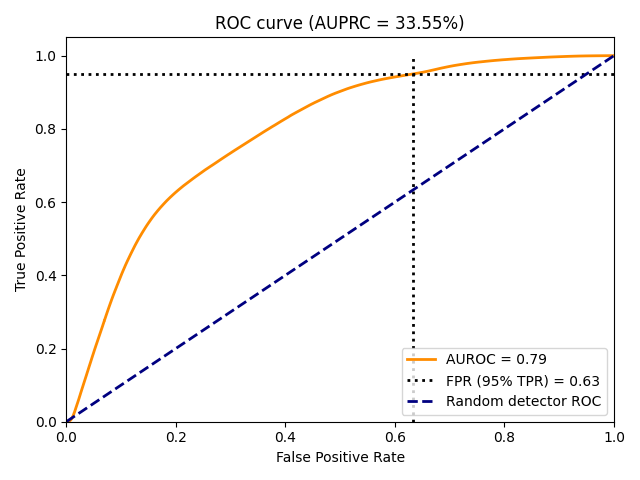 ROC curve (AUPRC = 33.55%)
True Positive Rate
1.0
0.8
0.6
0.4
0.2
0.0
AUROC = 0.79
FPR (95% TPR) = 0.63
Random detector ROC
0.0 0.2 0.4 0.6 0.8 1.0
False Positive Rate